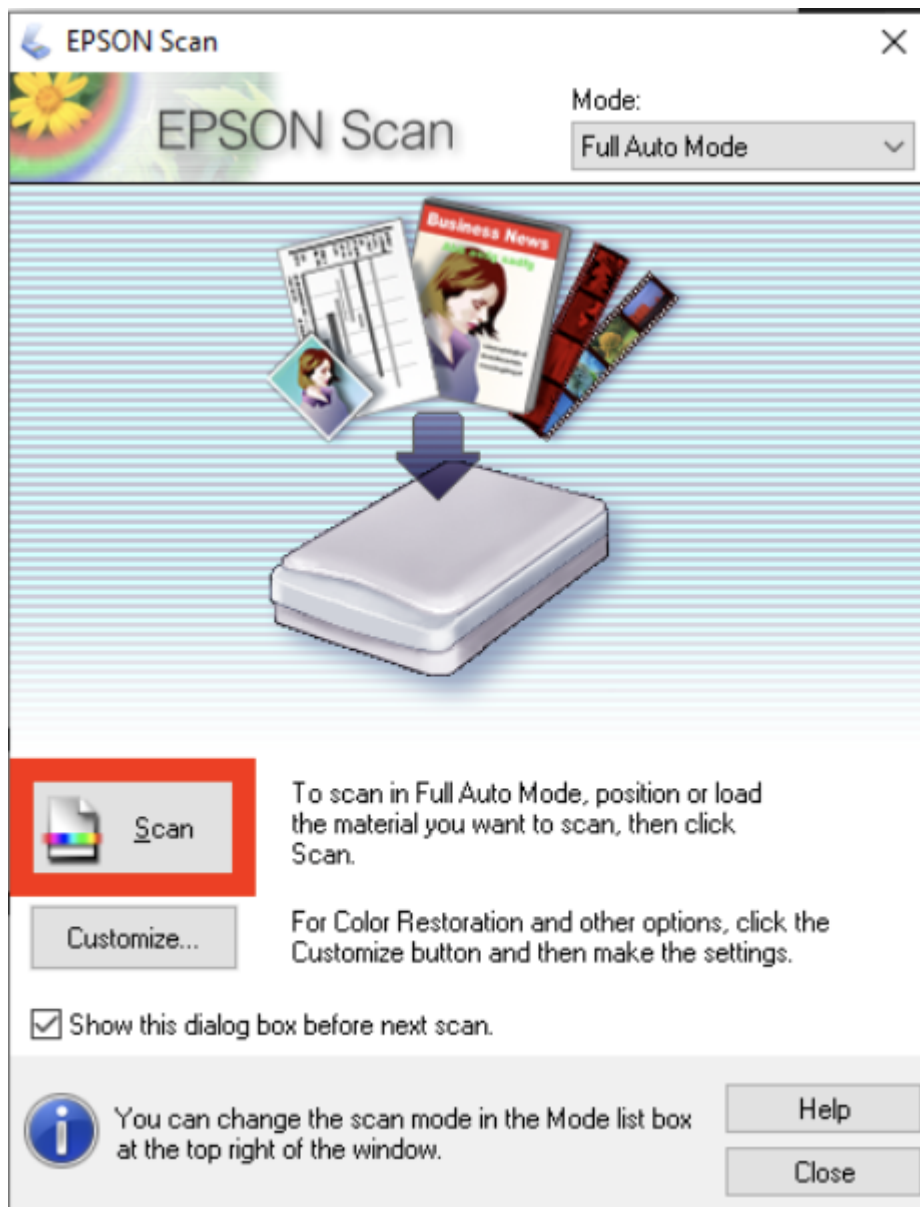 EPSON Scan
EPSON Scan
Mode:
Full Auto Mode
Business News
Scan
To scan in Full Auto Mode, position or load
the material you want to scan, then click
Scan.
Customize...
For Color Restoration and other options, click the
Customize button and then make the settings.
Show this dialog box before next scan.
You can change the scan mode in the Mode list box
at the top right of the window.
Help
Close